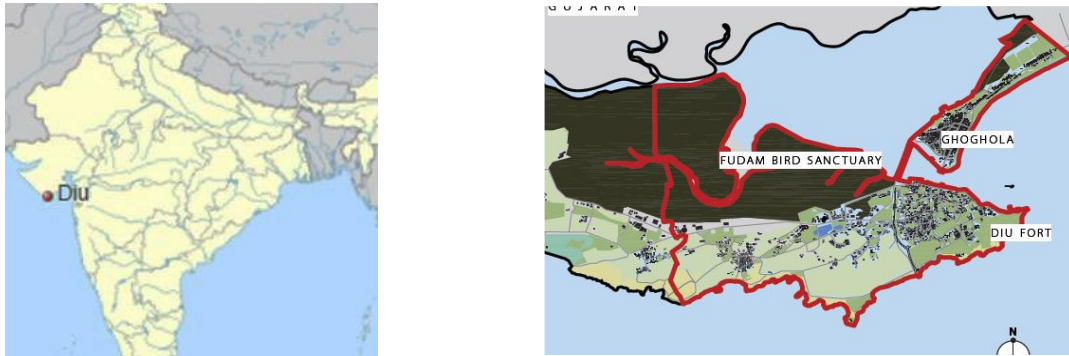 Diu
GUJARAT
GHOGHOLA
FUDAM BIRD SANCTUARY
DIU FORT
N